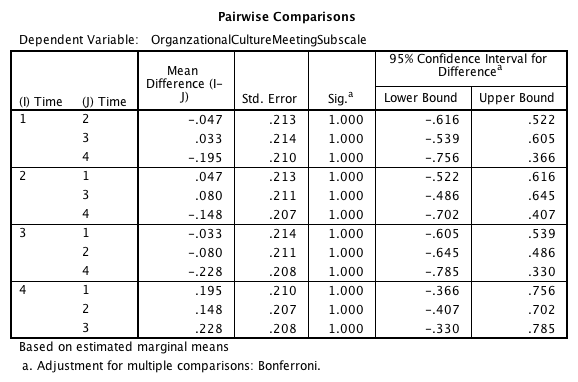 Pairwise Comparisons
Dependent Variable: OrganzationalCultureMeetingSubscale
(I) Time (J) Time Mean Difference (I-J) Std. Error Sig.a 95% Confidence Interval for Differencea
Lower Bound Upper Bound
1 2 -.047 .213 1.000 -.616 .522
3 .033 .214 1.000 -.539 .605
4 -.195 .210 1.000 -.756 .366
2 1 .047 .213 1.000 -.522 .616
3 .080 .211 1.000 -.486 .645
4 -.148 .207 1.000 -.702 .407
3 1 -.033 .214 1.000 -.605 .539
2 -.080 .211 1.000 -.645 .486
4 -.228 .208 1.000 -.785 .330
4 1 .195 .210 1.000 -.366 .756
2 .148 .207 1.000 -.407 .702
3 .228 .208 1.000 -.330 .785
Based on estimated marginal means
a. Adjustment for multiple comparisons: Bonferroni.